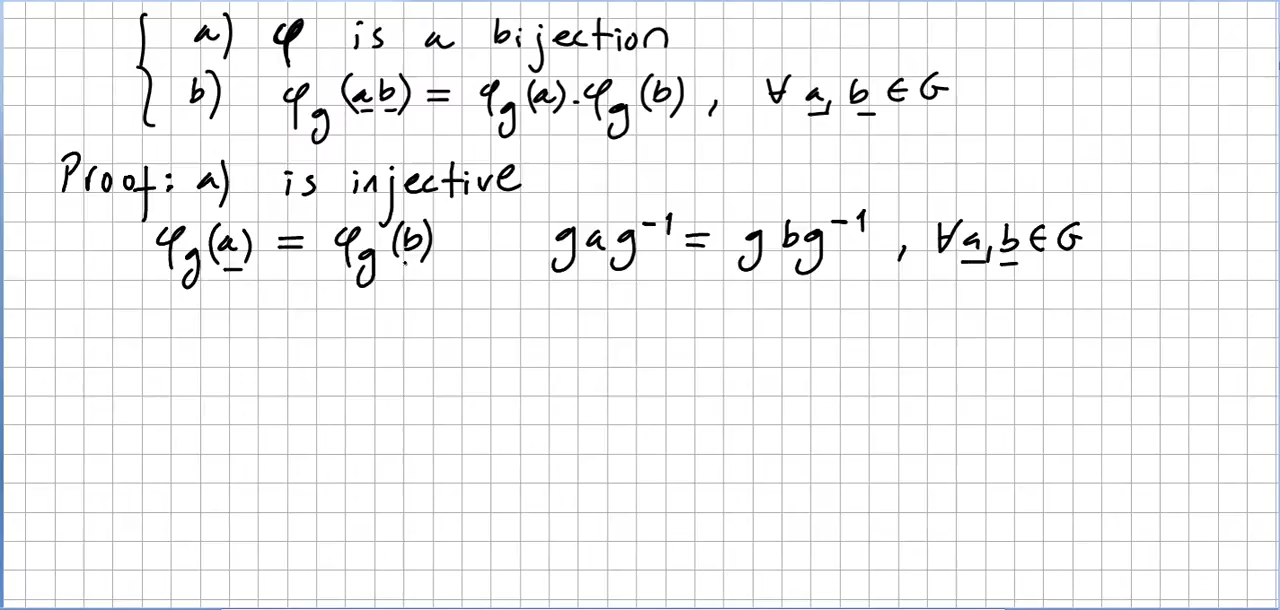 a) φ is a bijection
b) φg(ab) = φg(a).φg(b), ∀ a, b ∈ G
Proof: a) is injective
φg(a) = φg(b) gag⁻¹ = gbg⁻¹, ∀a, b ∈ G